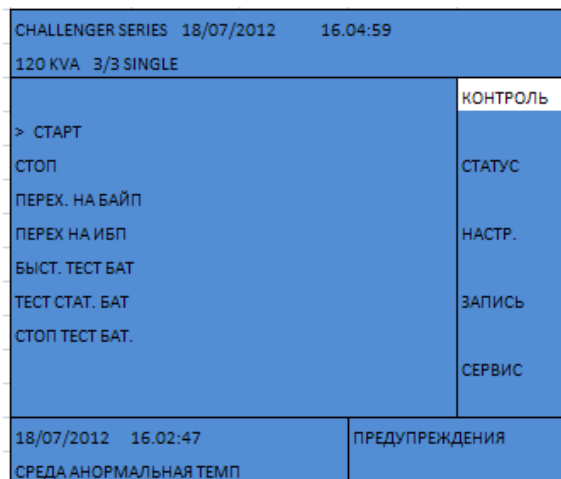 CHALLENGER SERIES 18/07/2012 16.04:59
120 KVA 3/3 SINGLE
КОНТРОЛЬ
> СТАРТ
СТОП
СТАТУС
ПЕРЕХ. НА БАЙП
ПЕРЕХ НА ИБП
НАСТР.
БЫСТ. ТЕСТ БАТ
ТЕСТ СТАТ. БАТ
ЗАПИСЬ
СТОП ТЕСТ БАТ.
СЕРВИС
18/07/2012 16.02:47
ПРЕДУПРЕЖДЕНИЯ
СРЕДА АНОРМАЛЬНАЯ ТЕМП